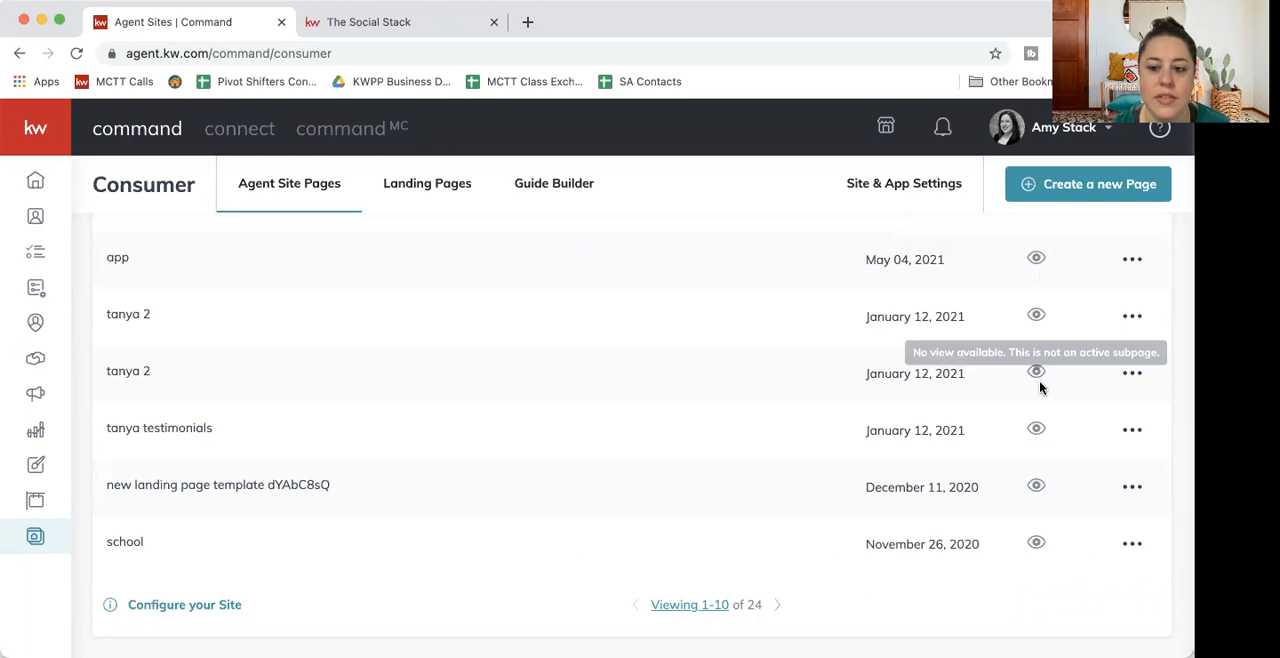 kw Agent Sites | Command
kw The Social Stack
agent.kw.com/command/consumer
Apps kw MCTT Calls Pivot Shifters Con... KWPP Business D... MCTT Class Exch... SA Contacts Other Bookm
kw command connect command MC Amy Stack
Consumer Agent Site Pages Landing Pages Guide Builder Site & App Settings Create a new Page
app May 04, 2021
tanya 2 January 12, 2021
No view available. This is not an active subpage.
tanya 2 January 12, 2021
tanya testimonials January 12, 2021
new landing page template dYAbC8sQ December 11, 2020
school November 26, 2020
Configure your Site Viewing 1-10 of 24